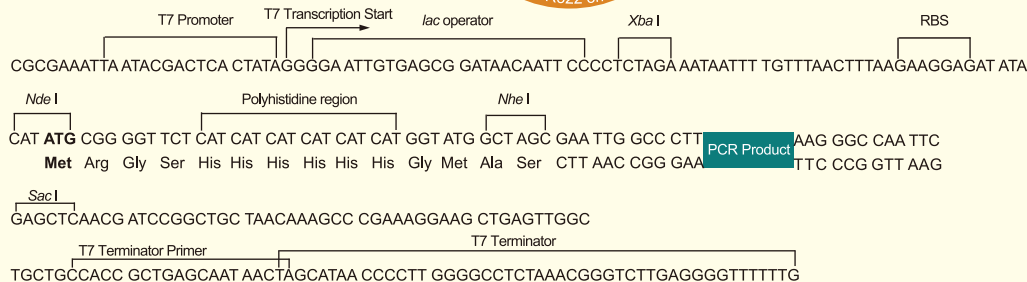 T7 Promoter T7 Transcription Start lac operator Xba I RBS
CGCGAAATTA ATACGACTCA CTATAGGGGA ATTGTGAGCG GATAACAATT CCCCTCTAGA AATAATTTT GTTTAACTTTAAGAAGGAGAT ATA
Nde I Polyhistidine region Nhe I
CAT ATG CGG GGT TCT CAT CAT CAT CAT CAT CAT GGT ATG GCTAGC GAA TTG GCC CTT PCR Product AAG GGC CAA TTC
Met Arg Gly Ser His His His His His His Gly Met Ala Ser CTT AAC CGG GAA TTC CCG GTT AAG
Sac I
GAGCTCAACG ATCCGGCTGC TAACAAAGCC CGAAAGGAAG CTGAGTTGGC
T7 Terminator Primer T7 Terminator
TGCTGCCACC GCTGAGCAAT AACTAGCATAA CCCCTT GGGGCCTCTAAACGGGTCTTGAGGGGTTTTTTG